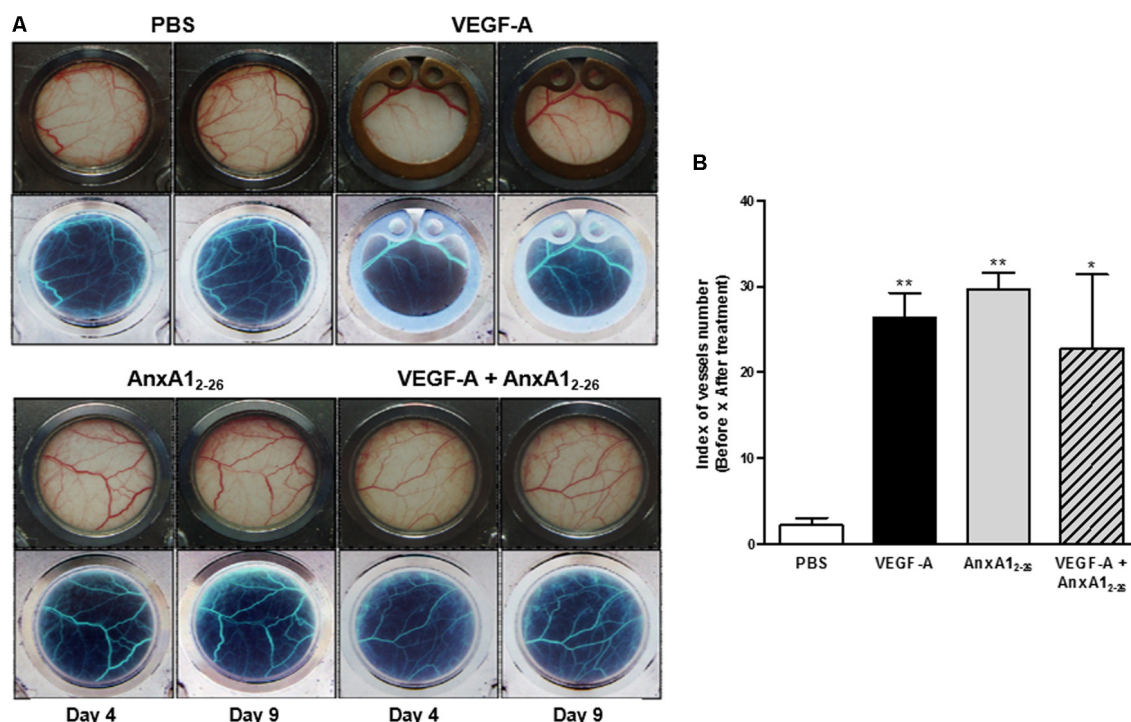 A
PBS VEGF-A
AnxA1₂₋₂₆ VEGF-A + AnxA1₂₋₂₆
Day 4 Day 9 Day 4 Day 9
B
Index of vessels number
(Before x After treatment)
40
30
20
10
0
** ** *
PBS VEGF-A AnxA1₂₋₂₆ VEGF-A +
AnxA1₂₋₂₆